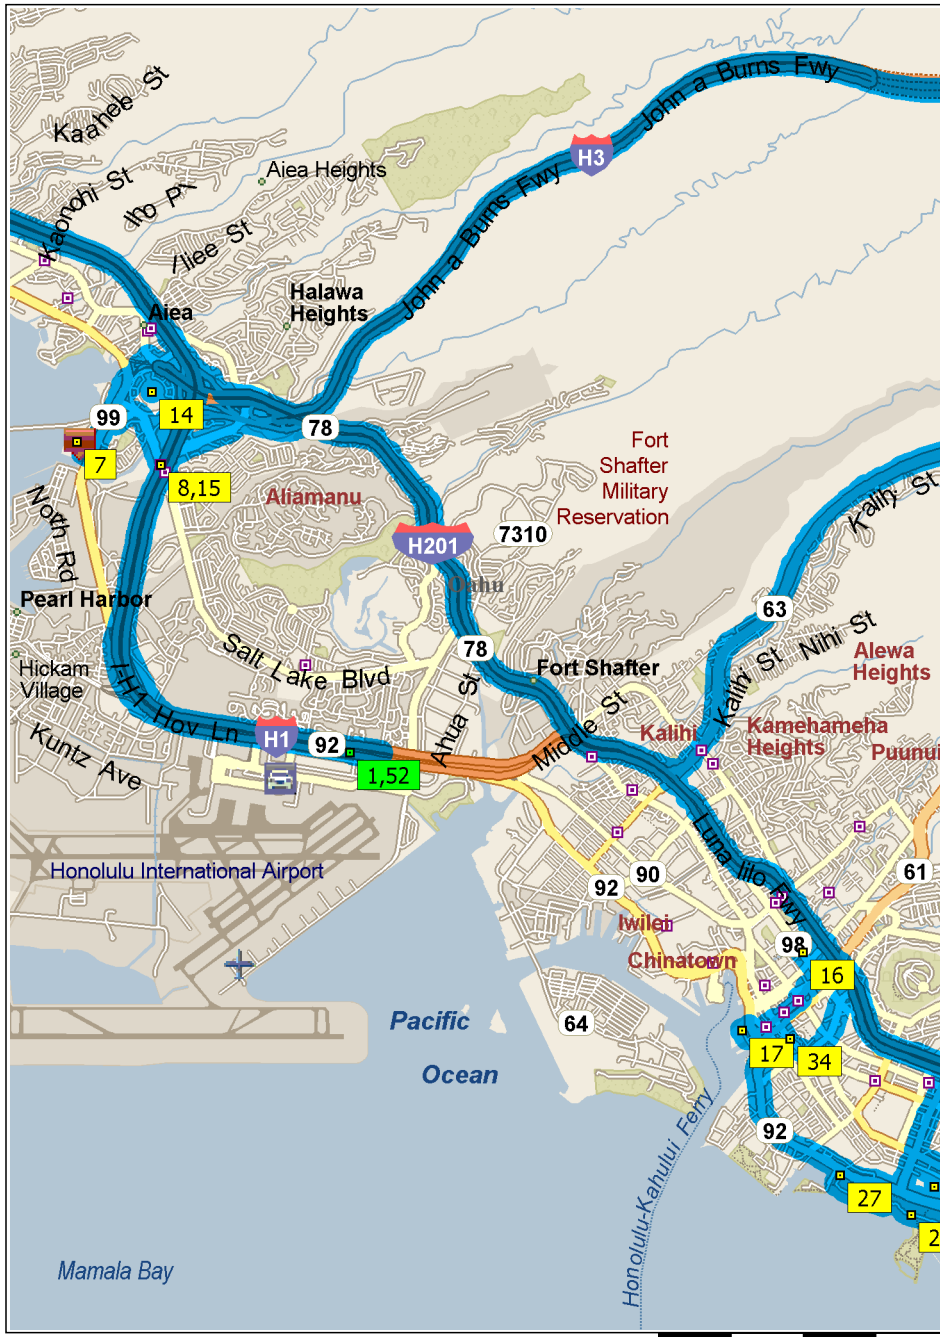 John a Burns Fwy
Kaahele St
H3
Aiea Heights
Kaonohi St
John a Burns Fwy
Iliee St
Halawa
Heights
Aiea
99
14
78
7
Fort
Shafter
Military
Reservation
8,15
Aliamanu
Kalihi St
North Rd
7310
H201
Oahu
Pearl Harbor
63
Nihi St
78
Salt Lake Blvd
Fort Shafter
Alewa
Heights
Hickam
Village
Kalihi St
I-H1 Hov Ln
Ahua St
Middle St
Kalihi
Kamehameha
Heights
Puunui
Kuntz Ave
H1
92
1,52
Luna lilo Fwy
Honolulu International Airport
61
90
92
Iwilei
98
Chinatown
16
Pacific
64
17
34
Ocean
Honolulu-Kahului Ferry
92
27
2
Mamala Bay